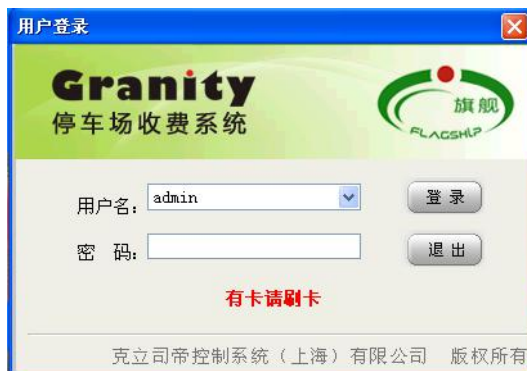 用户登录
Granity
停车场收费系统
旗舰
FLAGSHIP
用户名： admin 登录
密 码： 退出
有卡请刷卡
克立司帝控制系统（上海）有限公司 版权所有